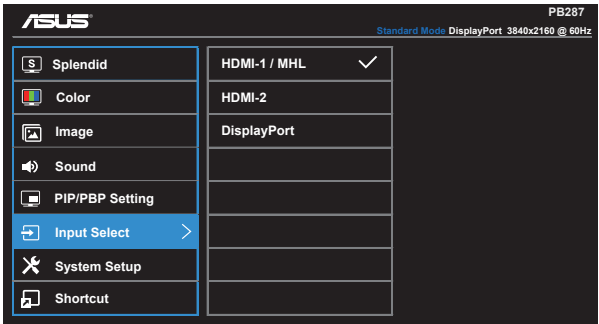 ASUS
PB287
Standard Mode DisplayPort 3840x2160 @ 60Hz
S Splendid
Color
Image
Sound
PIP/PBP Setting
Input Select
System Setup
Shortcut
HDMI-1 / MHL
HDMI-2
DisplayPort